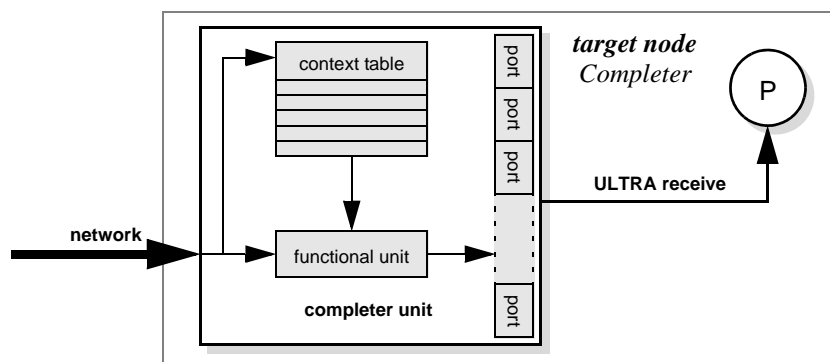 context table
port
target node
Completer
P
port
port
ULTRA receive
network
functional unit
completer unit
port